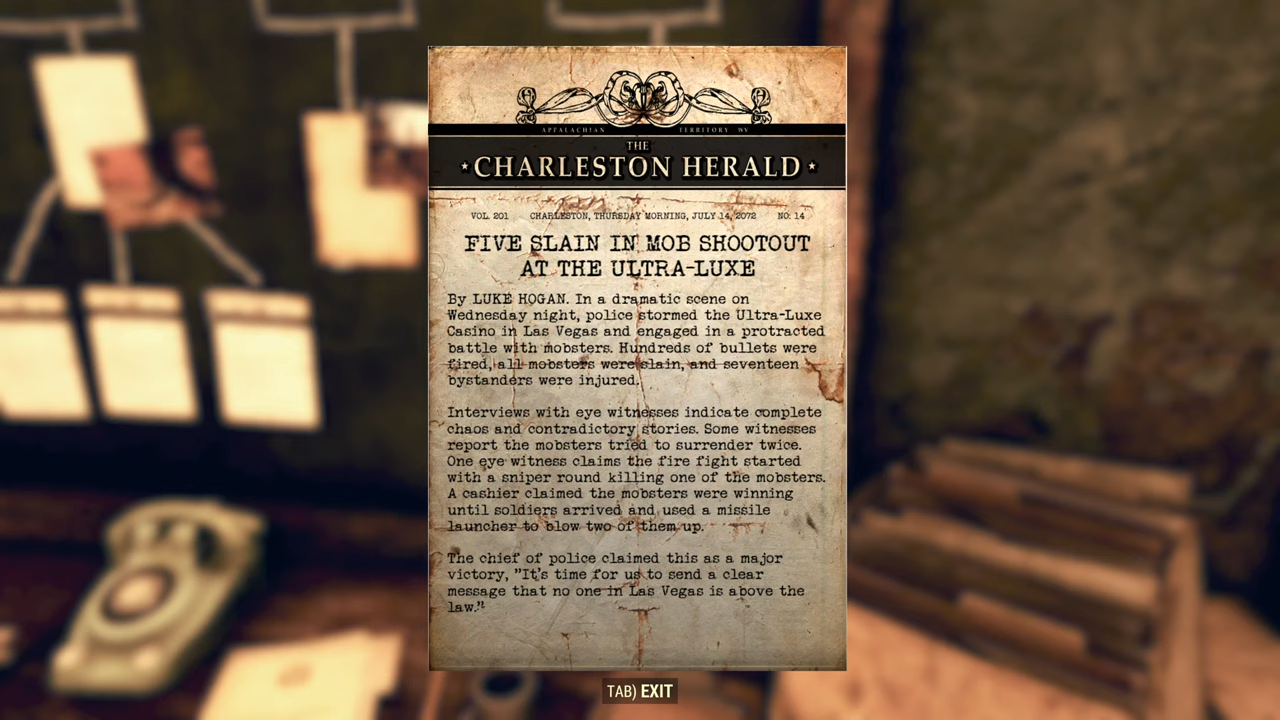 APPALACHIAN TERRITORY WV
THE
CHARLESTON HERALD
VOL. 201 CHARLESTON, THURSDAY MORNING, JULY 14, 2072 NO: 14
FIVE SLAIN IN MOB SHOOTOUT
AT THE ULTRA-LUXE
By LUKE HOGAN. In a dramatic scene on
Wednesday night, police stormed the Ultra-Luxe
Casino in Las Vegas and engaged in a protracted
battle with mobsters. Hundreds of bullets were
fired, all mobsters were slain, and seventeen
bystanders were injured.
Interviews with eye witnesses indicate complete
chaos and contradictory stories. Some witnesses
report the mobsters tried to surrender twice.
One eye witness claims the fire fight started
with a sniper round killing one of the mobsters.
A cashier claimed the mobsters were winning
until soldiers arrived and used a missile
launcher to blow two of them up.
The chief of police claimed this as a major
victory, "It's time for us to send a clear
message that no one in Las Vegas is above the
law."
TAB) EXIT